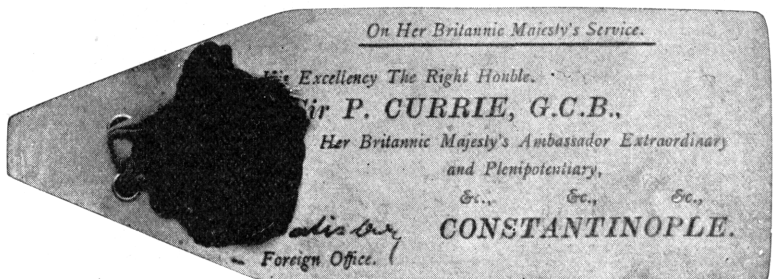 On Her Britannic Majesty's Service.
His Excellency The Right Honble.
Sir P. CURRIE, G.C.B.,
Her Britannic Majesty's Ambassador Extraordinary
and Plenipotentiary,
&c., &c., &c.,
CONSTANTINOPLE.
Foreign Office.